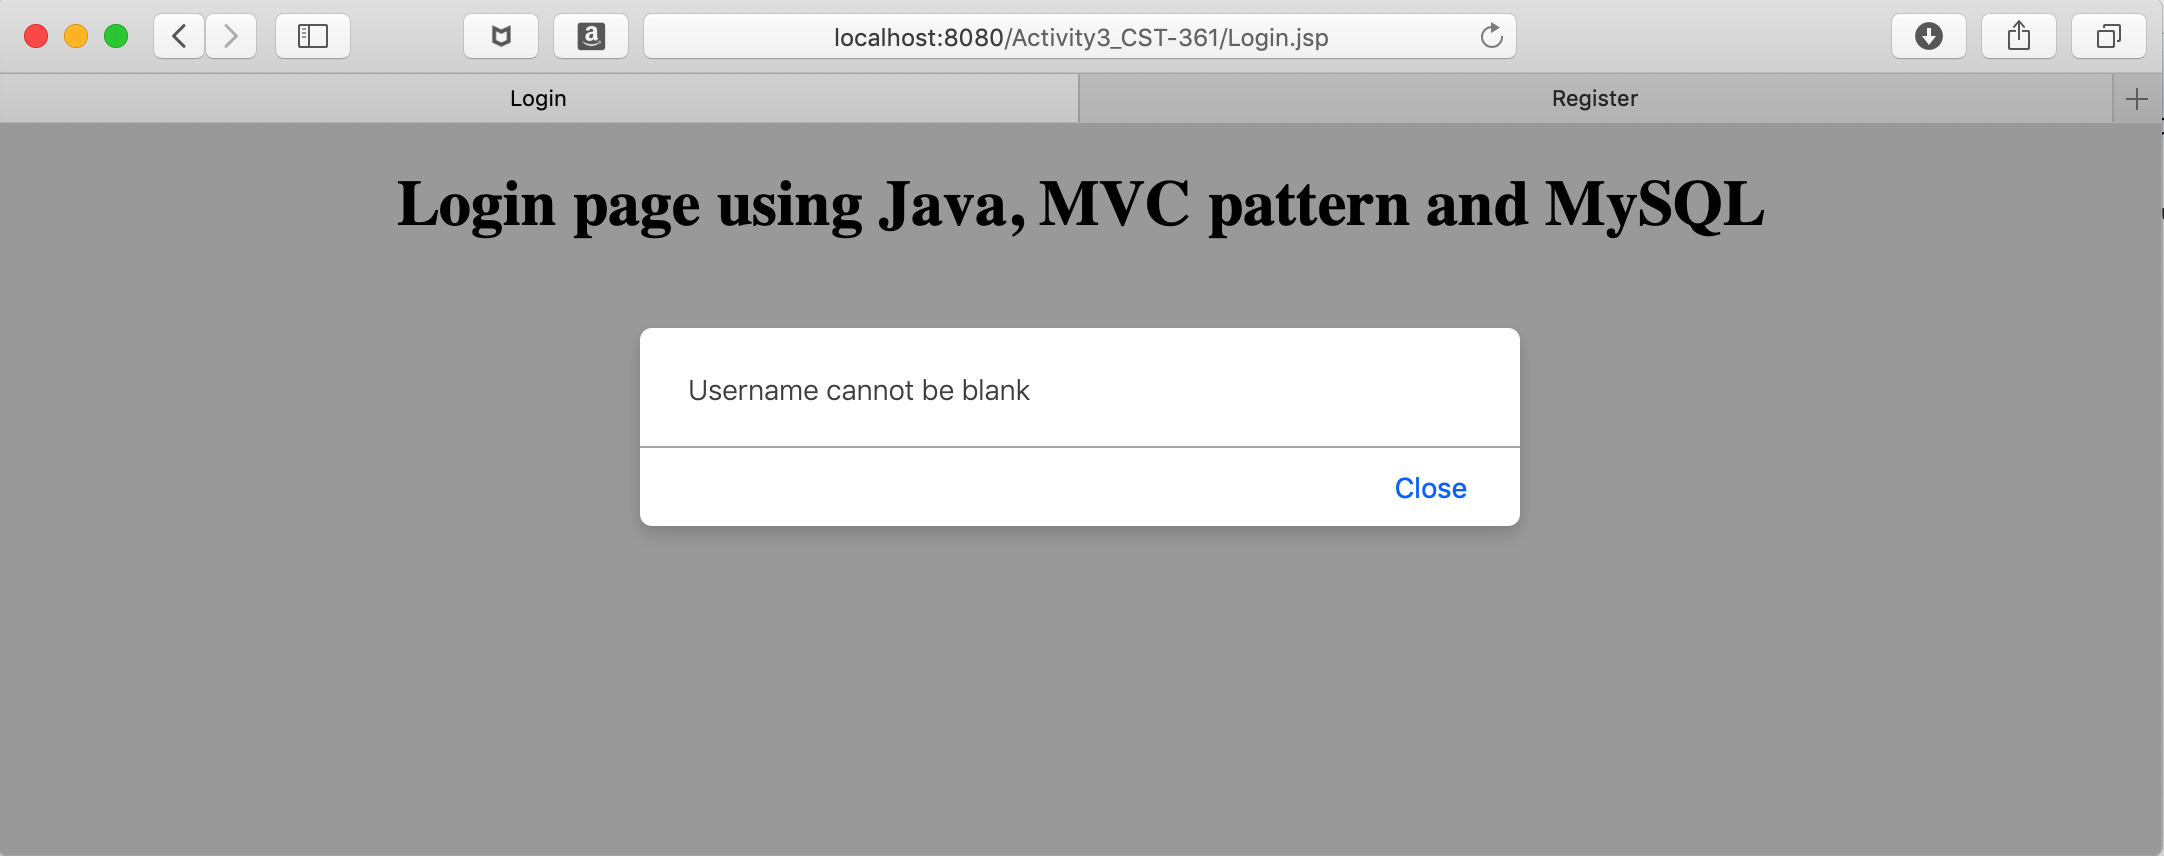 localhost:8080/Activity3_CST-361/Login.jsp
Login
Register
Login page using Java, MVC pattern and MySQL
Username cannot be blank
Close